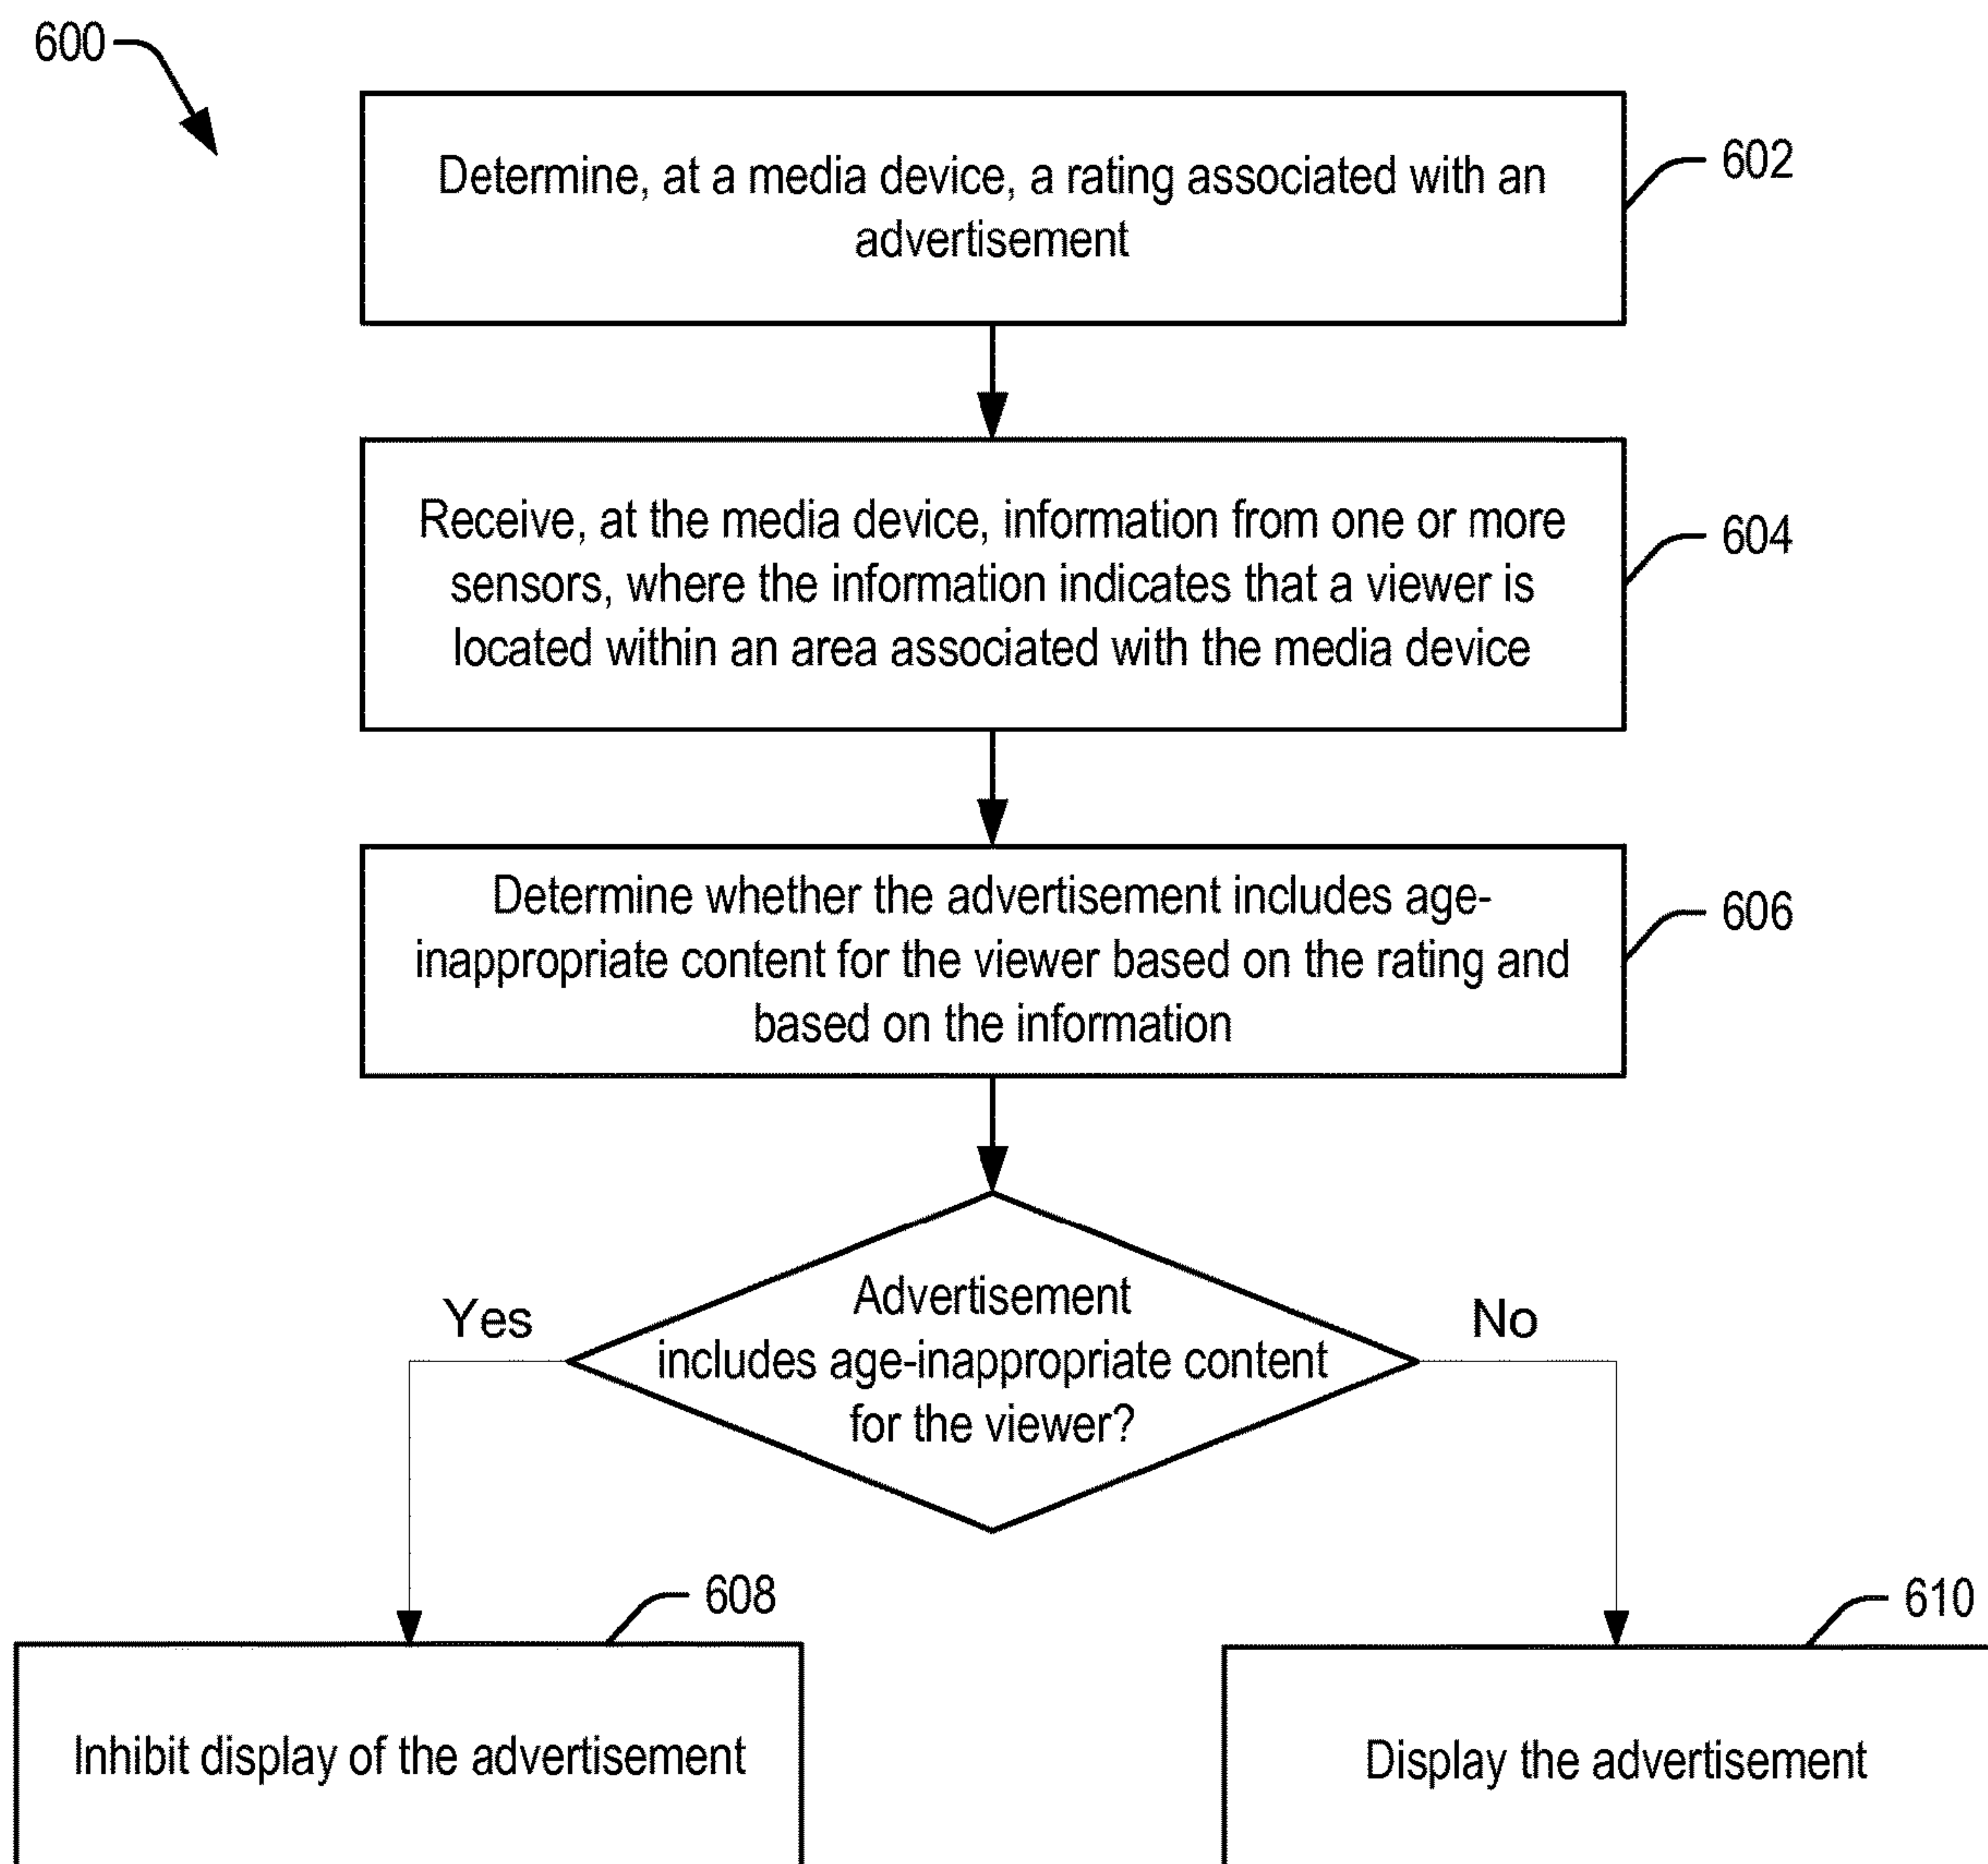 600
Determine, at a media device, a rating associated with an
advertisement
602
Receive, at the media device, information from one or more
sensors, where the information indicates that a viewer is
located within an area associated with the media device
604
Determine whether the advertisement includes age-
inappropriate content for the viewer based on the rating and
based on the information
606
Advertisement
includes age-inappropriate content
for the viewer?
Yes
No
608
Inhibit display of the advertisement
610
Display the advertisement